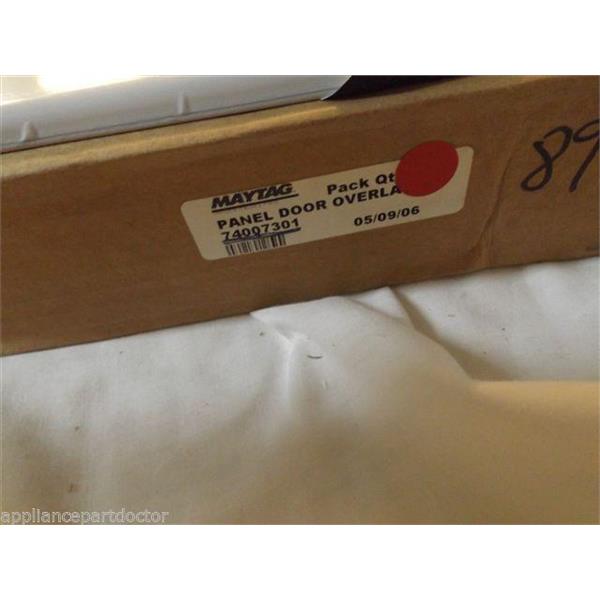 MAYTAG Pack Qt
PANEL DOOR OVERLA
74007301 05/09/06
89
appliancepartdoctor